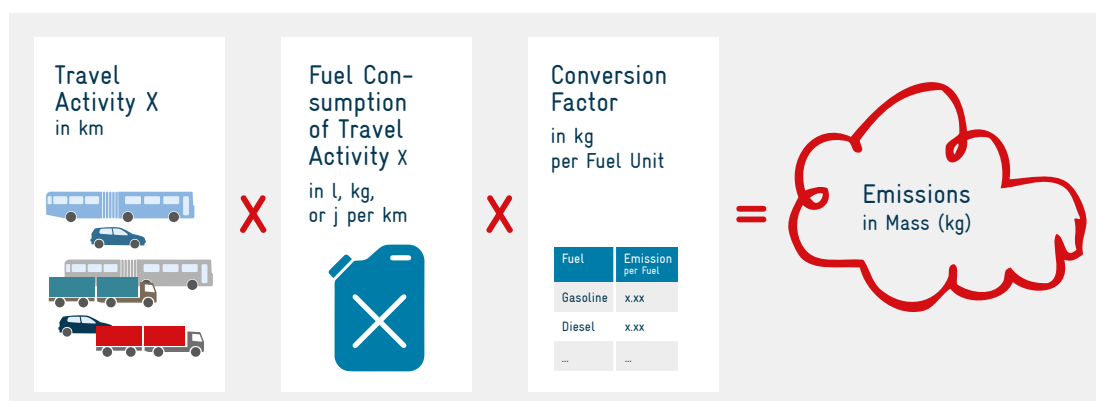 Travel
Activity X
in km
X
Fuel Con-
sumption
of Travel
Activity X
in l, kg,
or j per km
X
Conversion
Factor
in kg
per Fuel Unit
Fuel Emission
per Fuel
Gasoline x.xx
Diesel x.xx
... ...
=
Emissions
in Mass (kg)